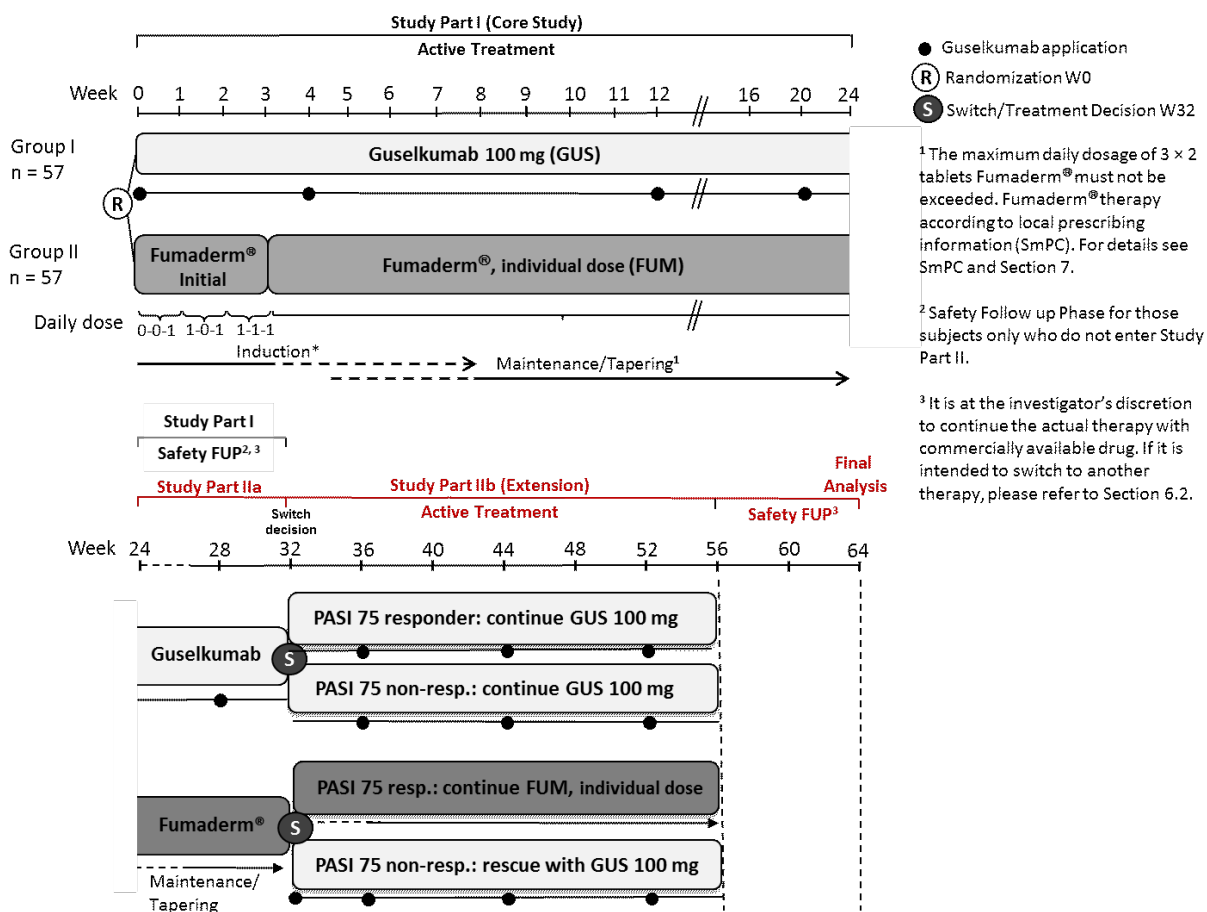 Study Part I (Core Study)
Active Treatment
Week 0 1 2 3 4 5 6 7 8 9 10 11 12 // 16 20 24
Group I
n = 57
Guselkumab 100 mg (GUS)
//
R
Group II
n = 57
Fumaderm®
Initial
Fumaderm®, individual dose (FUM)
Daily dose
0-0-1 1-0-1 1-1-1
//
Induction*
Maintenance/Tapering¹
Guselkumab application
R Randomization W0
S Switch/Treatment Decision W32
¹ The maximum daily dosage of 3 × 2
tablets Fumaderm® must not be
exceeded. Fumaderm® therapy
according to local prescribing
information (SmPC). For details see
SmPC and Section 7.
² Safety Follow up Phase for those
subjects only who do not enter Study
Part II.
³ It is at the investigator's discretion
to continue the actual therapy with
commercially available drug. If it is
intended to switch to another
therapy, please refer to Section 6.2.
Study Part I
Safety FUP², ³
Study Part IIa
Switch
decision
Study Part IIb (Extension)
Active Treatment
Final
Analysis
Safety FUP³
Week 24 28 32 36 40 44 48 52 56 60 64
Guselkumab
S
PASI 75 responder: continue GUS 100 mg
PASI 75 non-resp.: continue GUS 100 mg
Fumaderm®
S
PASI 75 resp.: continue FUM, individual dose
PASI 75 non-resp.: rescue with GUS 100 mg
Maintenance/
Tapering